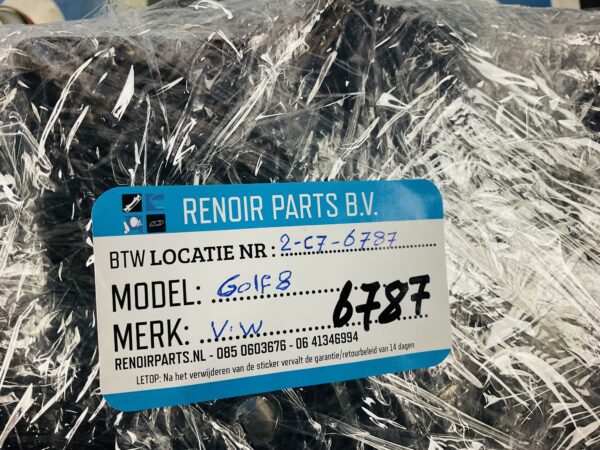 RENOIR PARTS B.V.
BTW LOCATIE NR : 2-C7-6787
MODEL: Golf 8
6787
MERK: V.W
RENOIRPARTS.NL - 085 0603676 - 06 41346994
LETOP: Na het verwijderen van de sticker vervalt de garantie/retourbeleid van 14 dagen